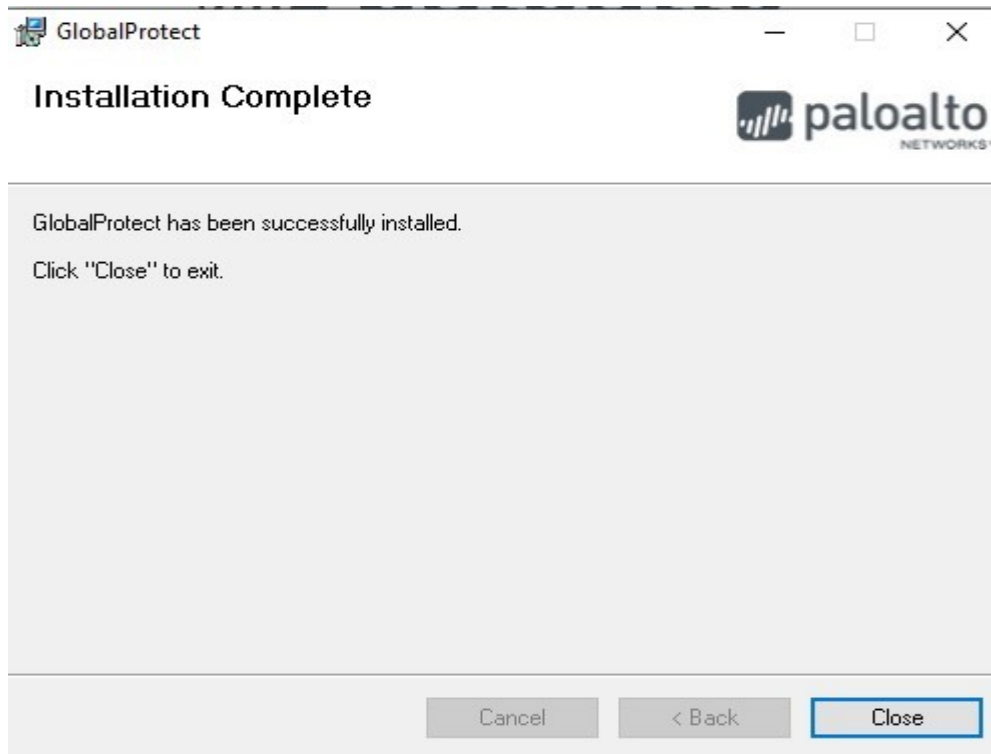 GlobalProtect
Installation Complete
paloalto
NETWORKS
GlobalProtect has been successfully installed.
Click "Close" to exit.
Cancel
< Back
Close